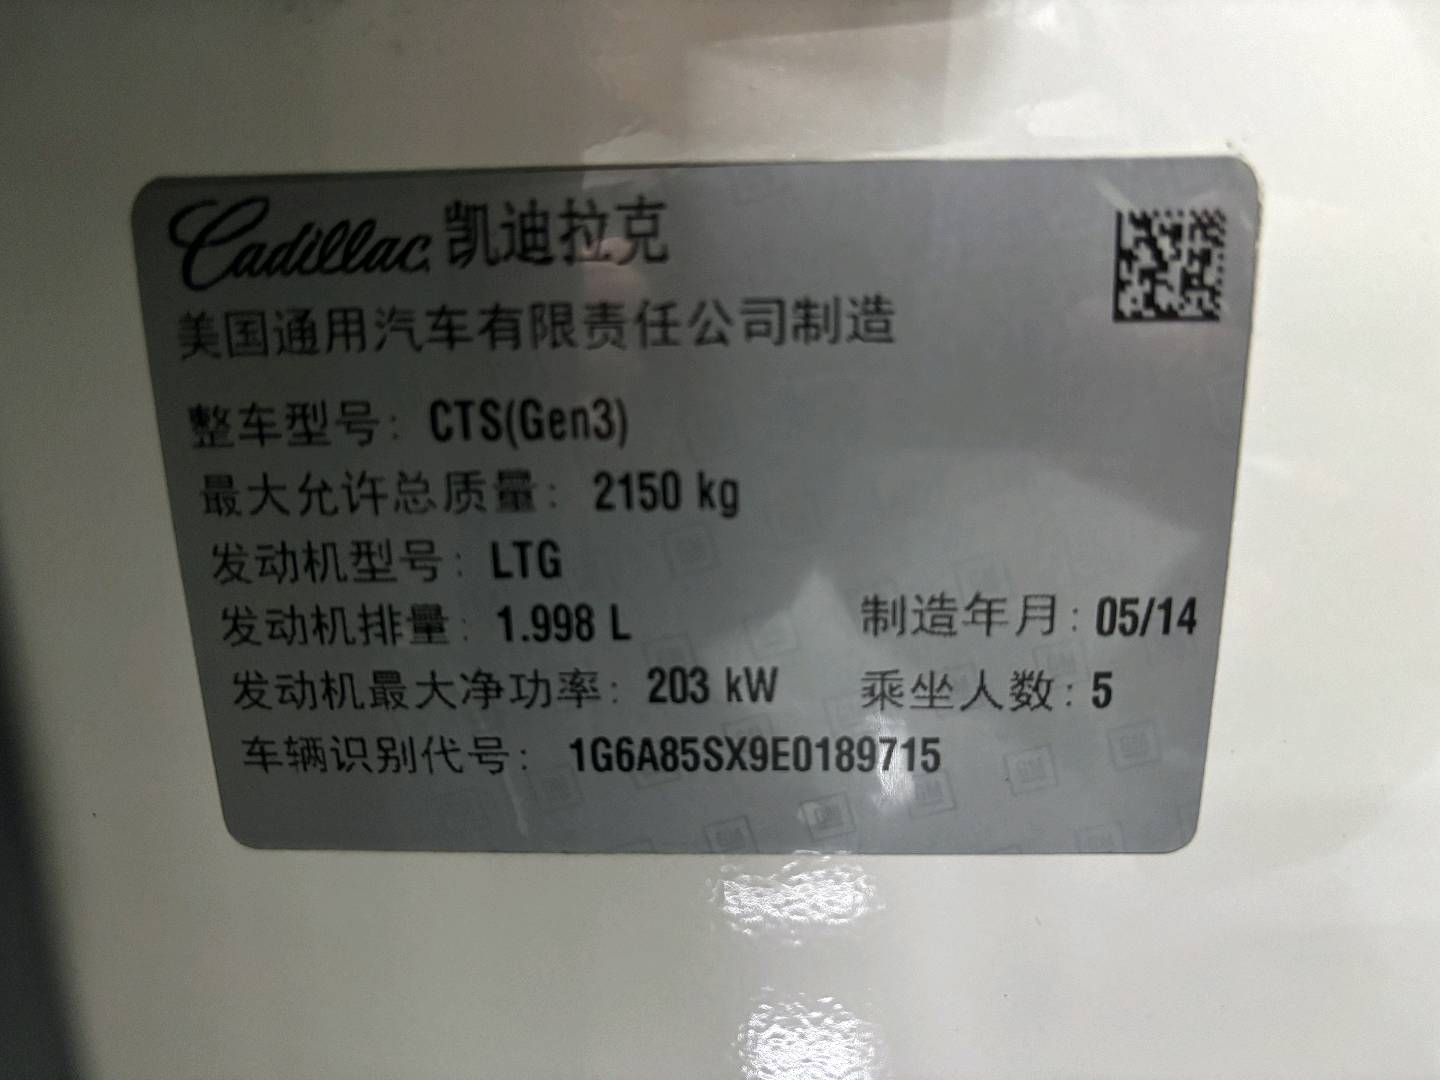 Cadillac 凯迪拉克
美国通用汽车有限责任公司制造
整车型号: CTS(Gen3)
最大允许总质量: 2150 kg
发动机型号: LTG
发动机排量: 1.998 L 制造年月: 05/14
发动机最大净功率: 203 kW 乘坐人数: 5
车辆识别代号: 1G6A85SX9E0189715